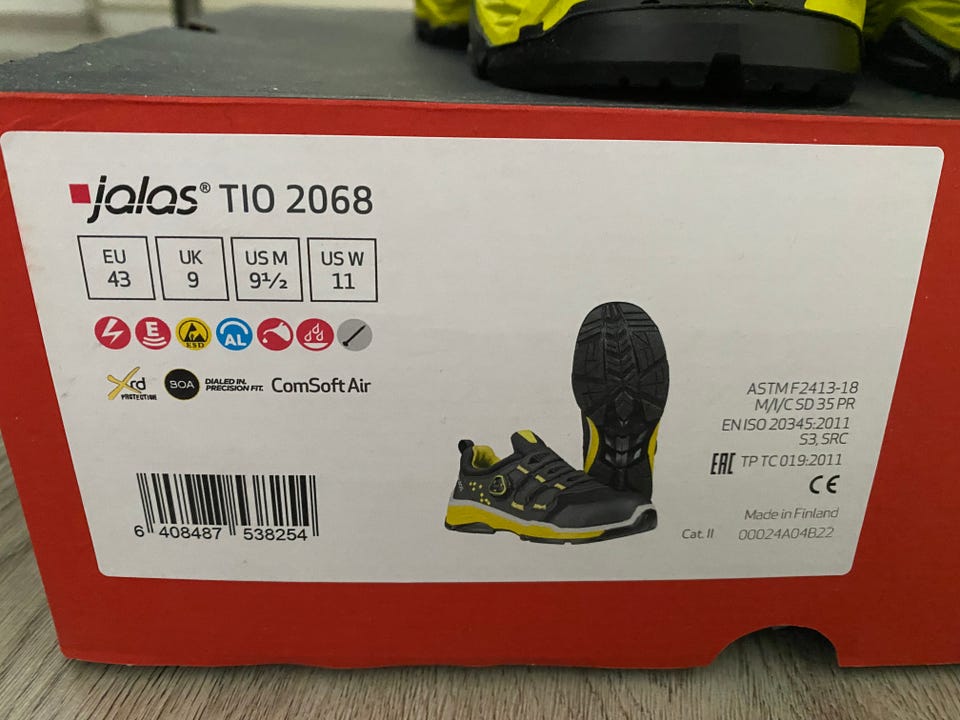 jalas® TIO 2068
EU UK US M US W
43 9 9½ 11
E ESD AL
Xrd PROTECTION BOA DIALED IN. PRECISION FIT. ComSoft Air
6 408487 538254
ASTM F2413-18
M/I/C SD 35 PR
EN ISO 20345:2011
S3, SRC
EAC TP TC 019:2011
CE
Made in Finland
Cat. II 00024A04B22